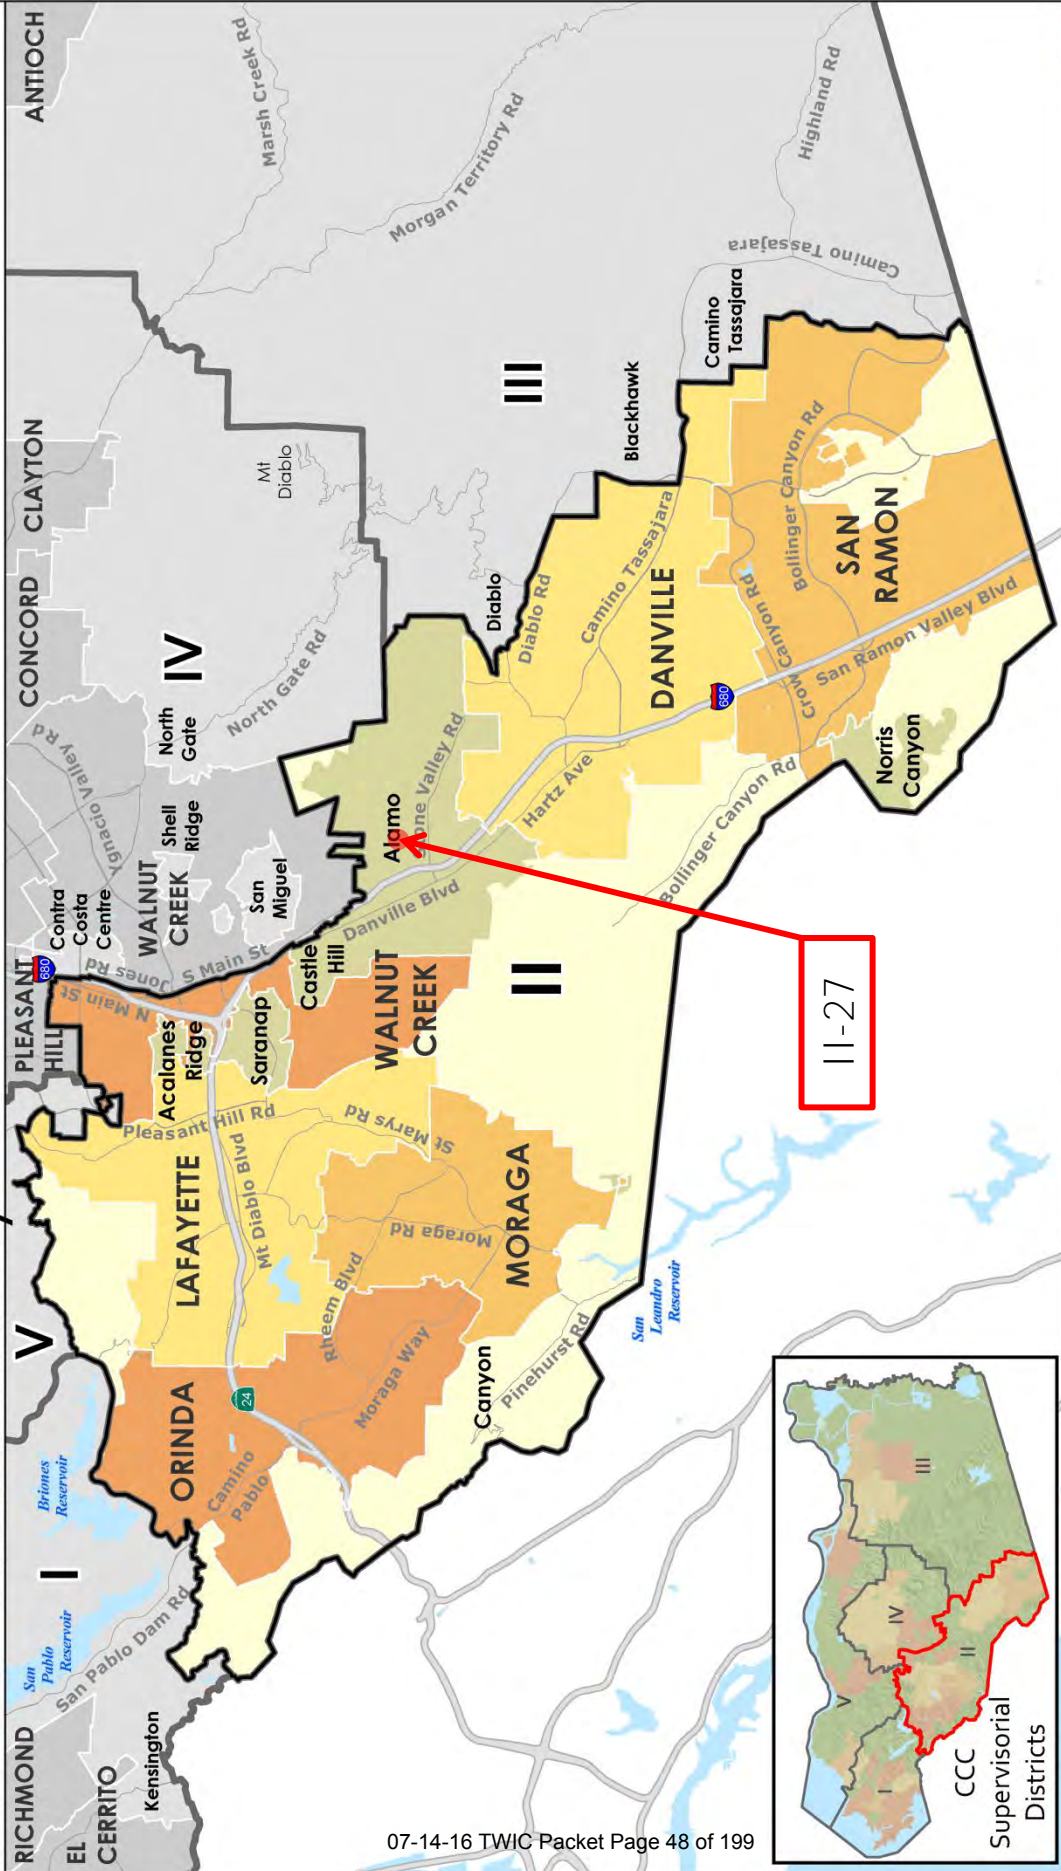 ANTIOCH
Marsh Creek Rd
Morgan Territory Rd
Highland Rd
Camino Tassajara
CLAYTON
CONCORD
Mt
Diablo
III
Blackhawk
Camino
Tassajara
IV
North Gate Rd
North
Gate
Ygnacio Valley Rd
Shell
Ridge
WALNUT
CREEK
San
Miguel
Contra
Costa
Centre
PLEASANT
HILL
680
N Main St
Jones Rd
S Main St
Diablo
Diablo Rd
Camino Tassajara
DANVILLE
Bollinger Canyon Rd
SAN
RAMON
Crow Canyon Rd
San Ramon Valley Blvd
680
Norris
Canyon
Bollinger Canyon Rd
Hartz Ave
Stone Valley Rd
Alamo
Danville Blvd
Castle
Hill
WALNUT
CREEK
II
II-27
Acalanes
Ridge
Saranap
Pleasant Hill Rd
St Marys Rd
LAFAYETTE
Mt Diablo Blvd
MORAGA
Moraga Rd
Rheem Blvd
Moraga Way
ORINDA
24
Camino
Pablo
Canyon
Pinehurst Rd
San
Leandro
Reservoir
V
I
Briones
Reservoir
San
Pablo
Reservoir
San Pablo Dam Rd
RICHMOND
EL
CERRITO
Kensington
I
II
III
IV
V
CCC
Supervisorial
Districts
07-14-16 TWIC Packet Page 48 of 199